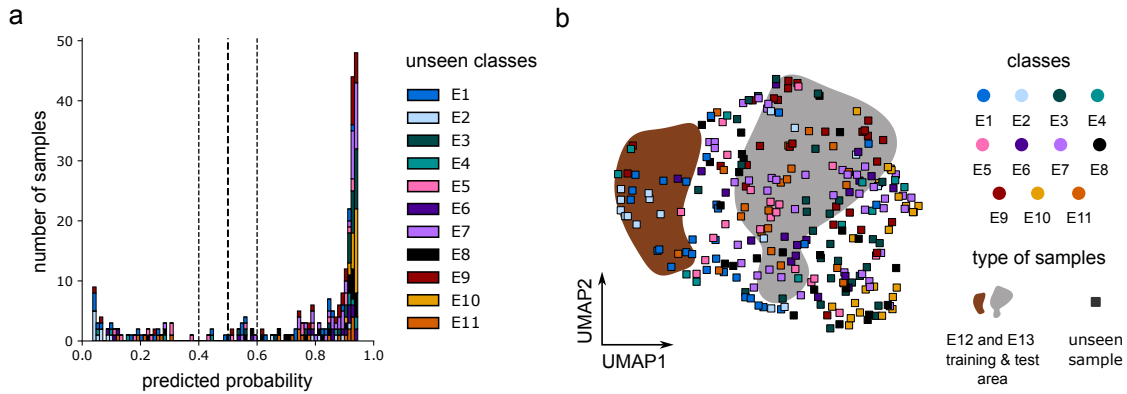 a
50
40
30
20
10
0
number of samples
0.0 0.2 0.4 0.6 0.8 1.0
predicted probability
unseen classes
E1
E2
E3
E4
E5
E6
E7
E8
E9
E10
E11
b
UMAP2
UMAP1
classes
E1 E2 E3 E4
E5 E6 E7 E8
E9 E10 E11
type of samples
E12 and E13
training & test
area
unseen
sample